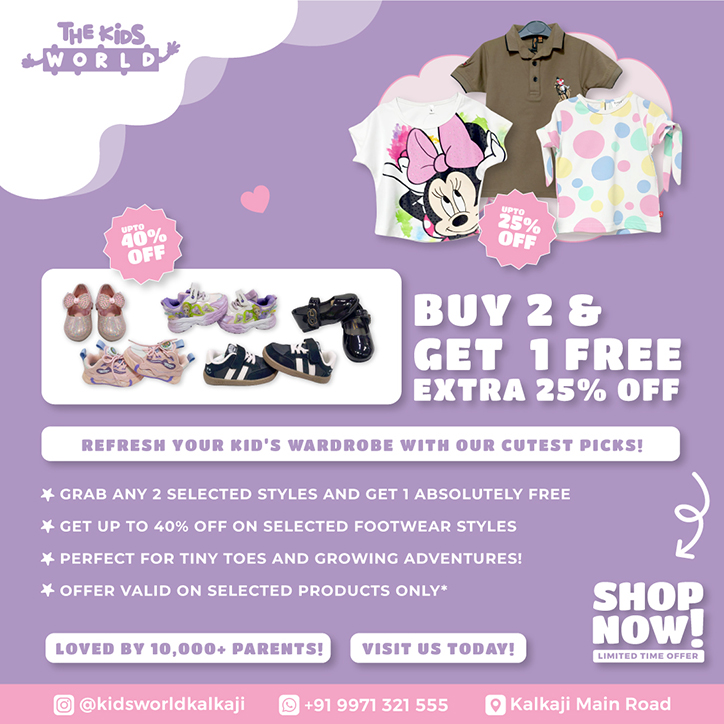 THE KIDS
WORLD
UPTO
25%
OFF
UPTO
40%
OFF
BUY 2 &
GET 1 FREE
EXTRA 25% OFF
REFRESH YOUR KID'S WARDROBE WITH OUR CUTEST PICKS!
GRAB ANY 2 SELECTED STYLES AND GET 1 ABSOLUTELY FREE
GET UP TO 40% OFF ON SELECTED FOOTWEAR STYLES
PERFECT FOR TINY TOES AND GROWING ADVENTURES!
OFFER VALID ON SELECTED PRODUCTS ONLY*
SHOP
NOW!
LIMITED TIME OFFER
LOVED BY 10,000+ PARENTS!
VISIT US TODAY!
@kidsworldkalkaji
+91 9971 321 555
Kalkaji Main Road